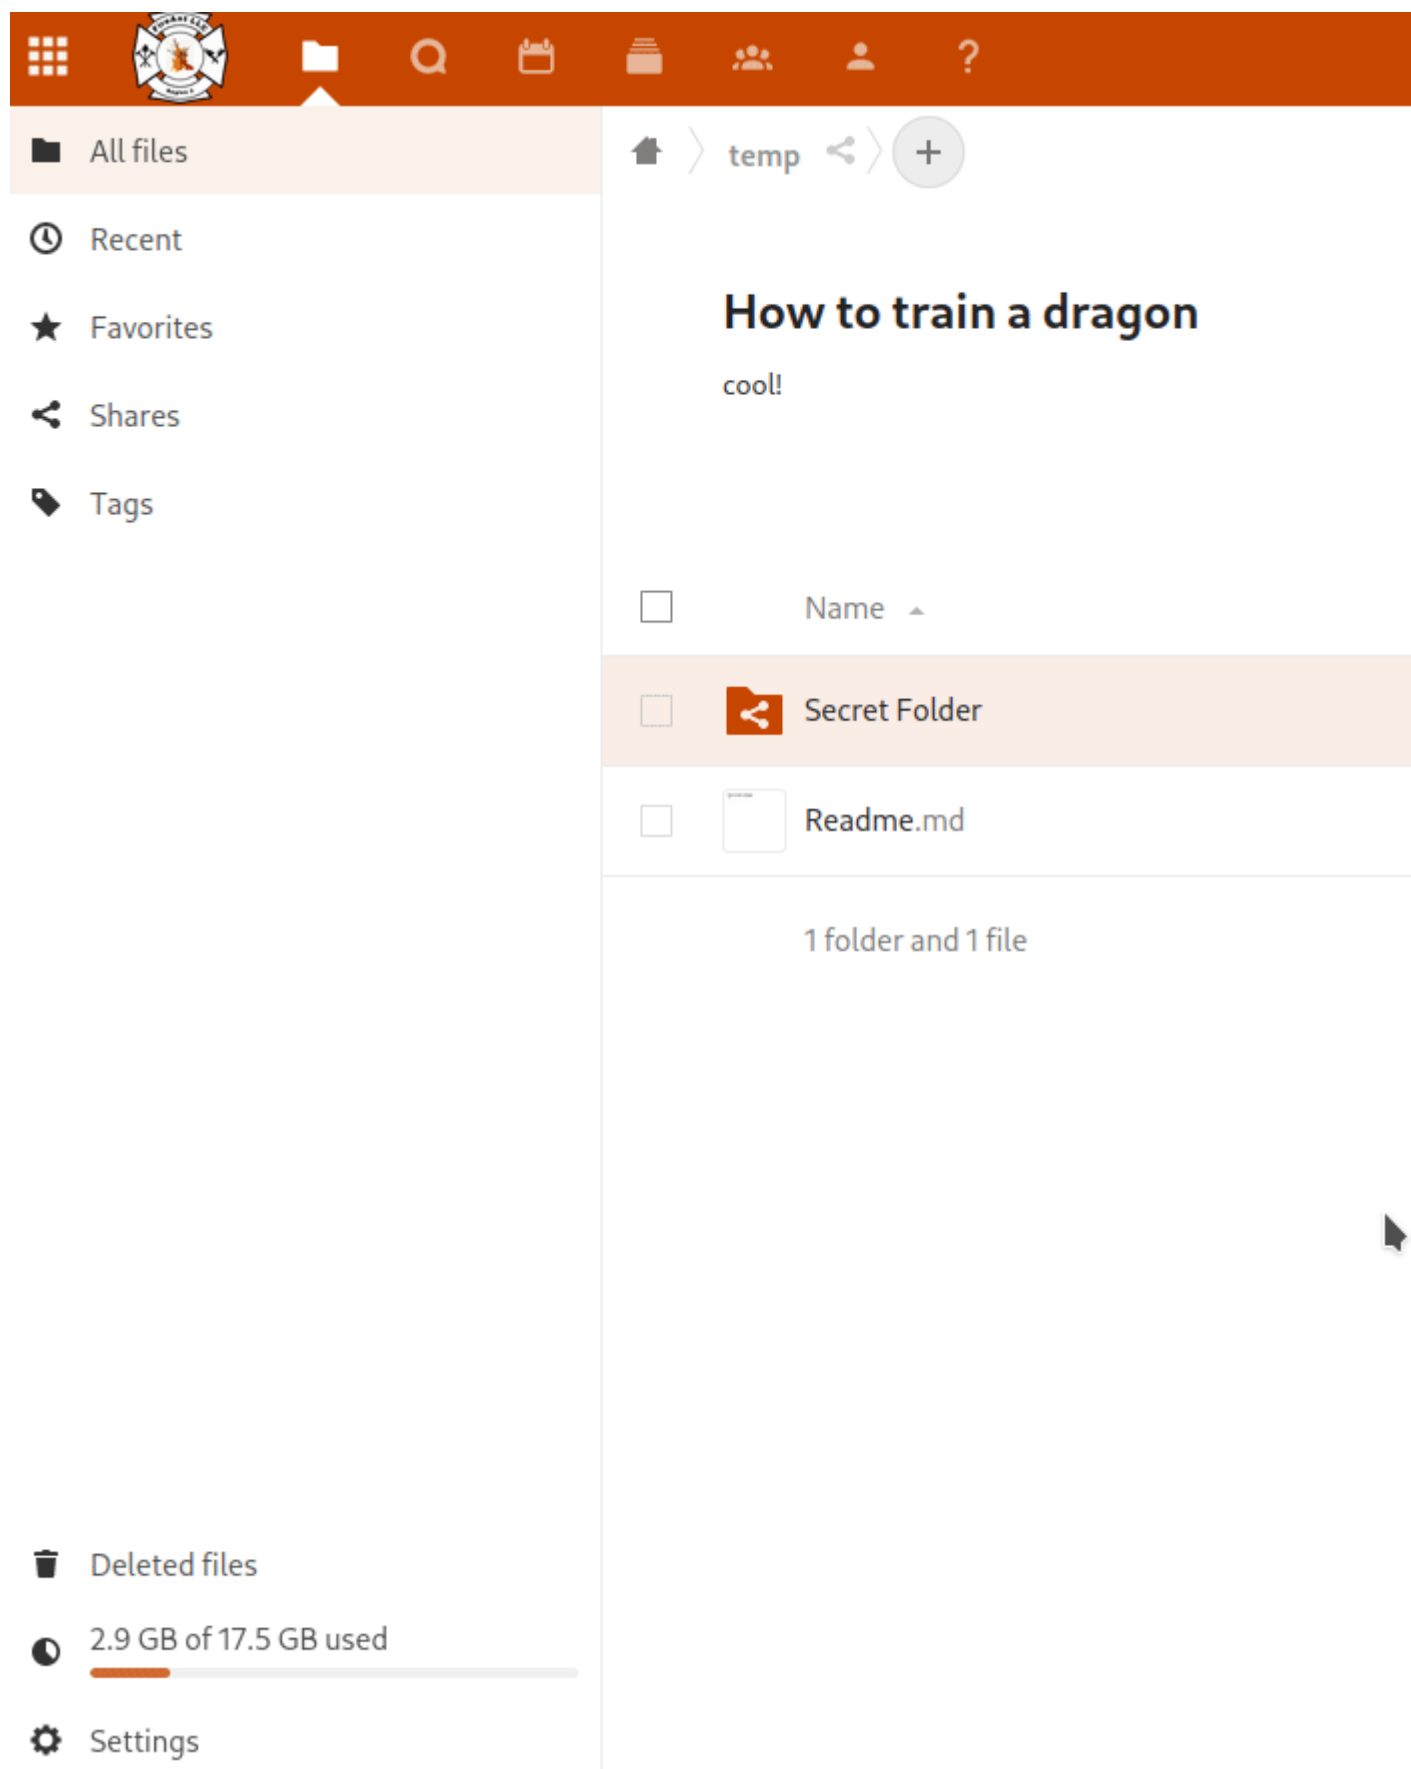 All files
Recent
Favorites
Shares
Tags
temp
How to train a dragon
cool!
Name
Secret Folder
Readme.md
1 folder and 1 file
Deleted files
2.9 GB of 17.5 GB used
Settings